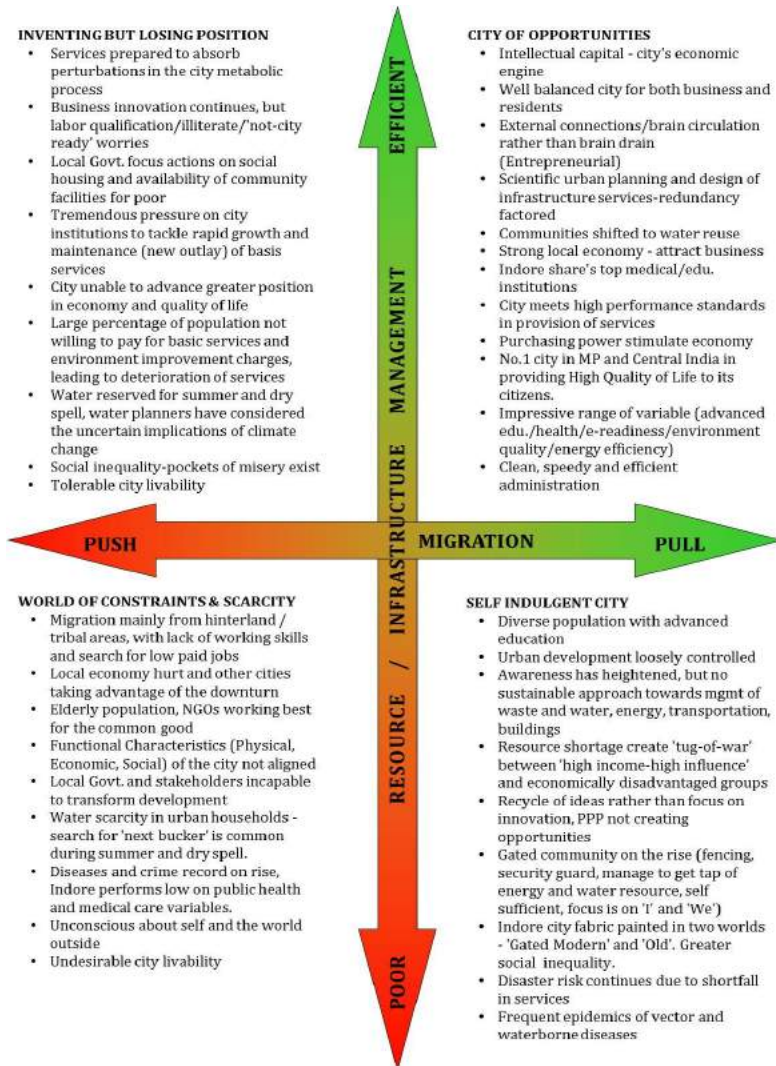 INVENTING BUT LOSING POSITION
• Services prepared to absorb
perturbations in the city metabolic
process
• Business innovation continues, but
labor qualification/illiterate/'not-city
ready' worries
• Local Govt. focus actions on social
housing and availability of community
facilities for poor
• Tremendous pressure on city
institutions to tackle rapid growth and
maintenance (new outlay) of basis
services
• City unable to advance greater position
in economy and quality of life
• Large percentage of population not
willing to pay for basic services and
environment improvement charges,
leading to deterioration of services
• Water reserved for summer and dry
spell, water planners have considered
the uncertain implications of climate
change
• Social inequality-pockets of misery exist
• Tolerable city livability
CITY OF OPPORTUNITIES
• Intellectual capital - city's economic
engine
• Well balanced city for both business and
residents
• External connections/brain circulation
rather than brain drain
(Entrepreneurial)
• Scientific urban planning and design of
infrastructure services-redundancy
factored
• Communities shifted to water reuse
• Strong local economy - attract business
• Indore share's top medical/edu.
institutions
• City meets high performance standards
in provision of services
• Purchasing power stimulate economy
• No.1 city in MP and Central India in
providing High Quality of Life to its
citizens.
• Impressive range of variable (advanced
edu./health/e-readiness/environment
quality/energy efficiency)
• Clean, speedy and efficient
administration
PUSH
MIGRATION
PULL
POOR
RESOURCE / INFRASTRUCTURE MANAGEMENT
EFFICIENT
WORLD OF CONSTRAINTS & SCARCITY
• Migration mainly from hinterland /
tribal areas, with lack of working skills
and search for low paid jobs
• Local economy hurt and other cities
taking advantage of the downturn
• Elderly population, NGOs working best
for the common good
• Functional Characteristics (Physical,
Economic, Social) of the city not aligned
• Local Govt. and stakeholders incapable
to transform development
• Water scarcity in urban households -
search for 'next bucker' is common
during summer and dry spell.
• Diseases and crime record on rise,
Indore performs low on public health
and medical care variables.
• Unconscious about self and the world
outside
• Undesirable city livability
SELF INDULGENT CITY
• Diverse population with advanced
education
• Urban development loosely controlled
• Awareness has heightened, but no
sustainable approach towards mgmt of
waste and water, energy, transportation,
buildings
• Resource shortage create 'tug-of-war'
between 'high income-high influence'
and economically disadvantaged groups
• Recycle of ideas rather than focus on
innovation, PPP not creating
opportunities
• Gated community on the rise (fencing,
security guard, manage to get tap of
energy and water resource, self
sufficient, focus is on 'I' and 'We')
• Indore city fabric painted in two worlds
- 'Gated Modern' and 'Old'. Greater
social inequality.
• Disaster risk continues due to shortfall
in services
• Frequent epidemics of vector and
waterborne diseases